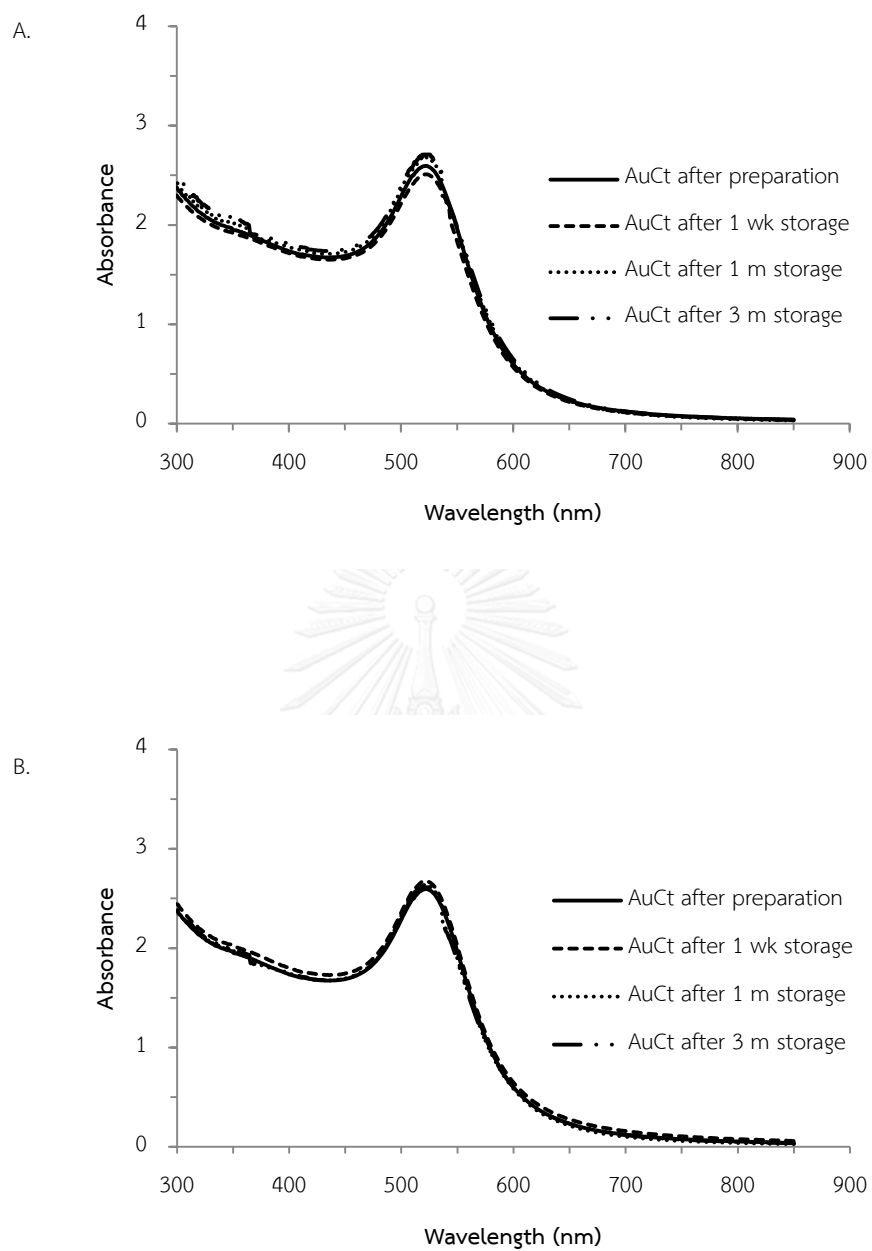 A.
4
3
2
1
0
Absorbance
AuCt after preparation
AuCt after 1 wk storage
AuCt after 1 m storage
AuCt after 3 m storage
300 400 500 600 700 800 900
Wavelength (nm)
B.
4
3
2
1
0
Absorbance
AuCt after preparation
AuCt after 1 wk storage
AuCt after 1 m storage
AuCt after 3 m storage
300 400 500 600 700 800 900
Wavelength (nm)